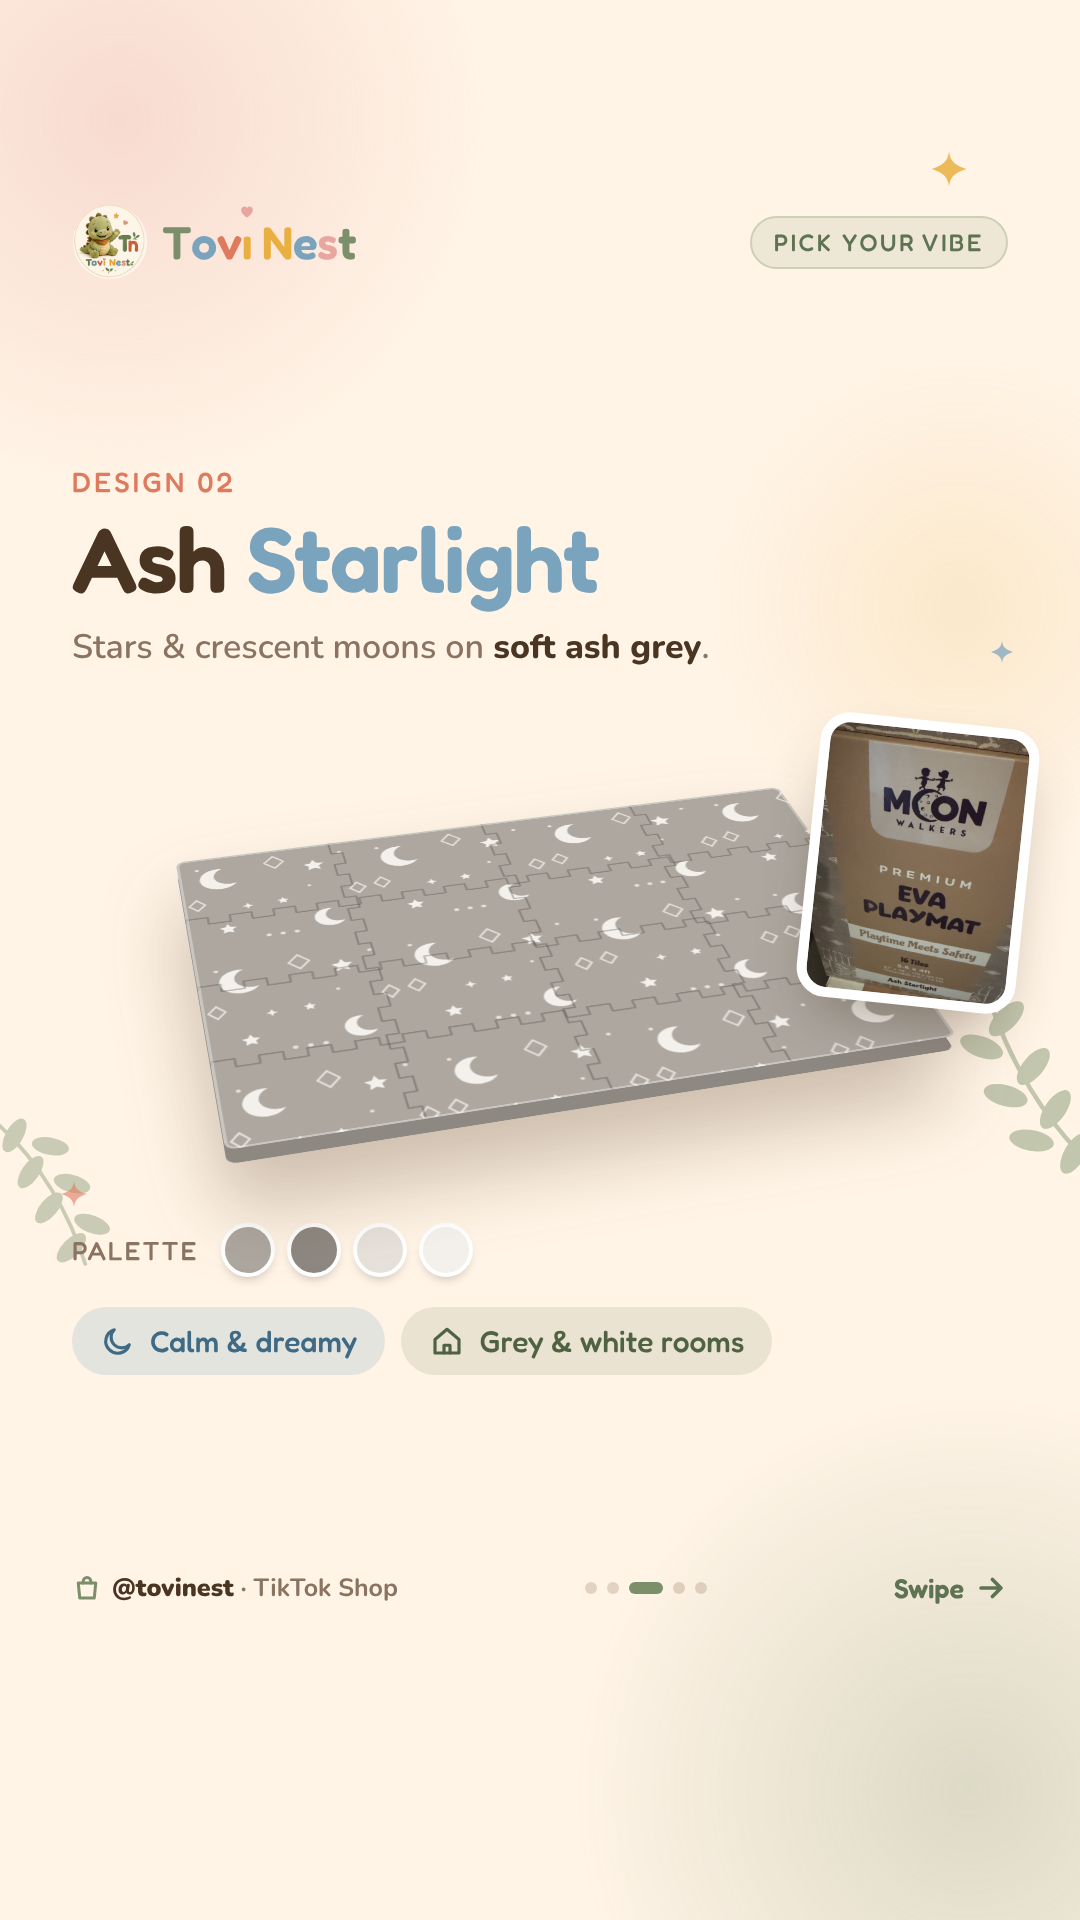 Tn
Tovi Nest
Tovi Nest
PICK YOUR VIBE
DESIGN 02
Ash Starlight
Stars & crescent moons on soft ash grey.
MOON
WALKERS
PREMIUM
EVA
PLAYMAT
Playtime Meets Safety
16 Tiles
Ash Starlight
PALETTE
Calm & dreamy
Grey & white rooms
@tovinest · TikTok Shop
Swipe